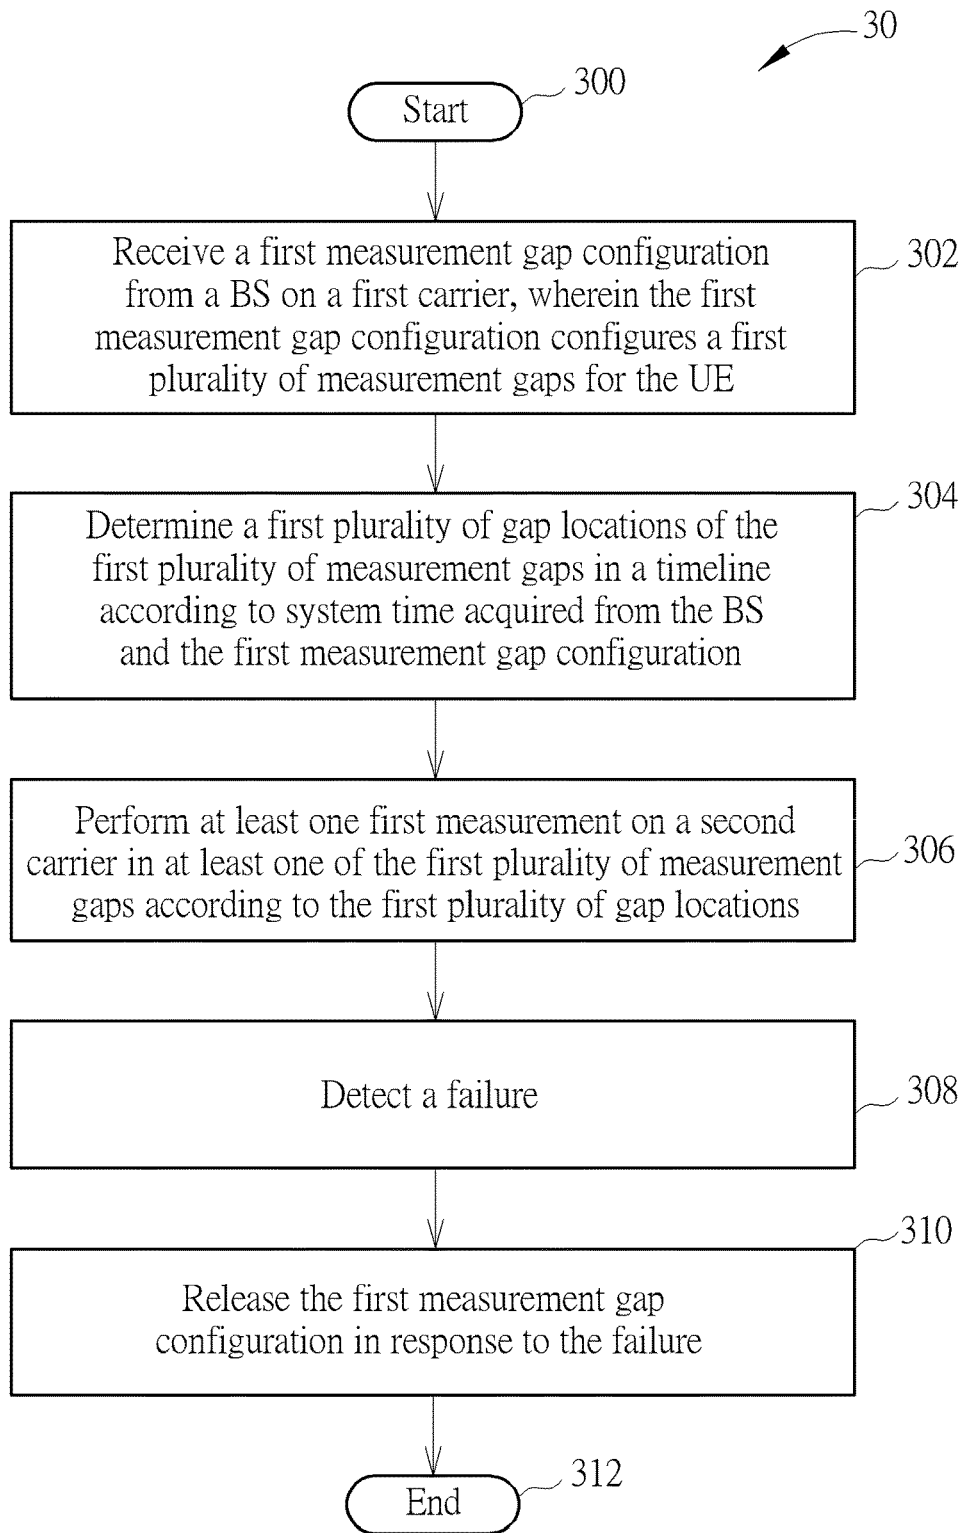 30
Start
300
Receive a first measurement gap configuration
from a BS on a first carrier, wherein the first
measurement gap configuration configures a first
plurality of measurement gaps for the UE
302
Determine a first plurality of gap locations of the
first plurality of measurement gaps in a timeline
according to system time acquired from the BS
and the first measurement gap configuration
304
Perform at least one first measurement on a second
carrier in at least one of the first plurality of measurement
gaps according to the first plurality of gap locations
306
Detect a failure
308
Release the first measurement gap
configuration in response to the failure
310
End
312